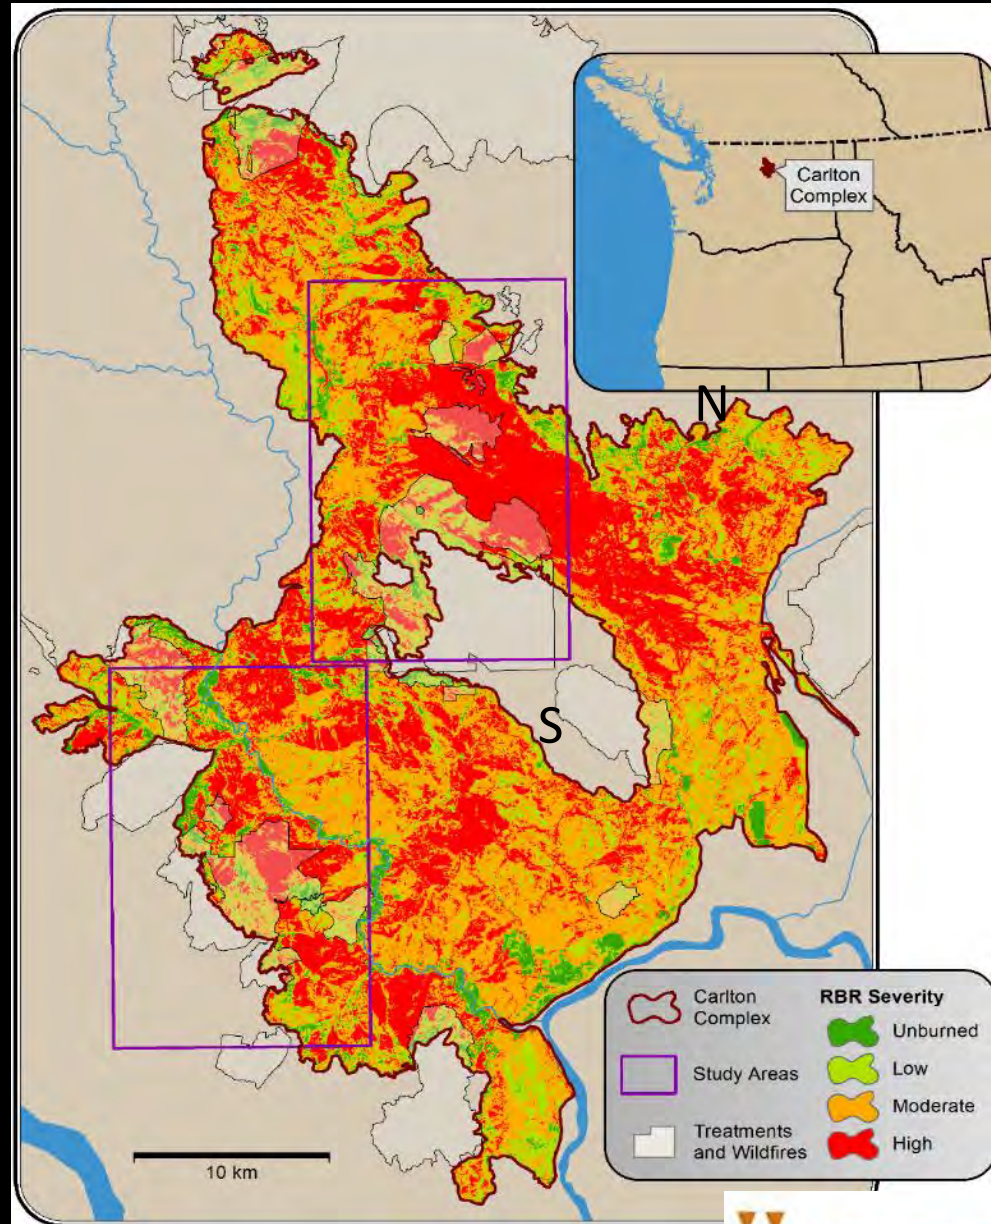 Carlton
Complex
N
S
Carlton
Complex
Study Areas
Treatments
and Wildfires
RBR Severity
Unburned
Low
Moderate
High
10 km